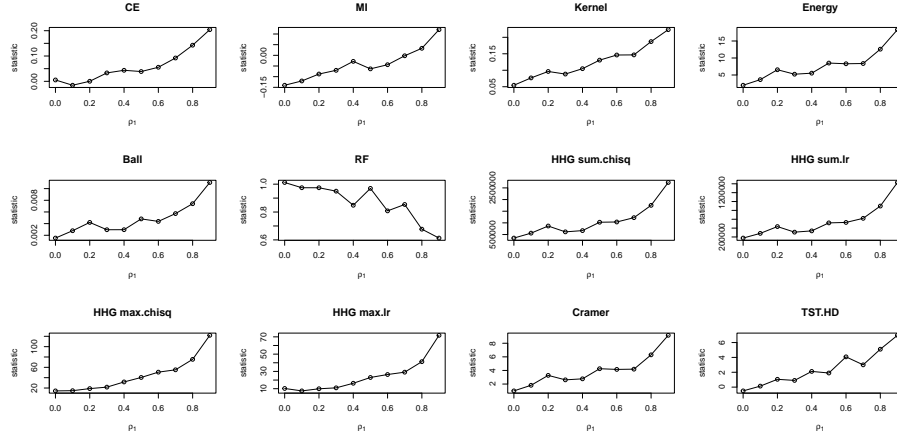 CE
statistic
0.00 0.20
0.0 0.2 0.4 0.6 0.8
ρ1
MI
statistic
−0.15 0.00
0.0 0.2 0.4 0.6 0.8
ρ1
Kernel
statistic
0.05 0.15
0.0 0.2 0.4 0.6 0.8
ρ1
Energy
statistic
5 10 15
0.0 0.2 0.4 0.6 0.8
ρ1
Ball
statistic
0.002 0.008
0.0 0.2 0.4 0.6 0.8
ρ1
RF
statistic
0.6 0.8 1.0
0.0 0.2 0.4 0.6 0.8
ρ1
HHG sum.chisq
statistic
500000 2500000
0.0 0.2 0.4 0.6 0.8
ρ1
HHG sum.lr
statistic
200000 1200000
0.0 0.2 0.4 0.6 0.8
ρ1
HHG max.chisq
statistic
20 60 100
0.0 0.2 0.4 0.6 0.8
ρ1
HHG max.lr
statistic
10 30 50 70
0.0 0.2 0.4 0.6 0.8
ρ1
Cramer
statistic
2 4 6 8
0.0 0.2 0.4 0.6 0.8
ρ1
TST.HD
statistic
0 2 4 6
0.0 0.2 0.4 0.6 0.8
ρ1